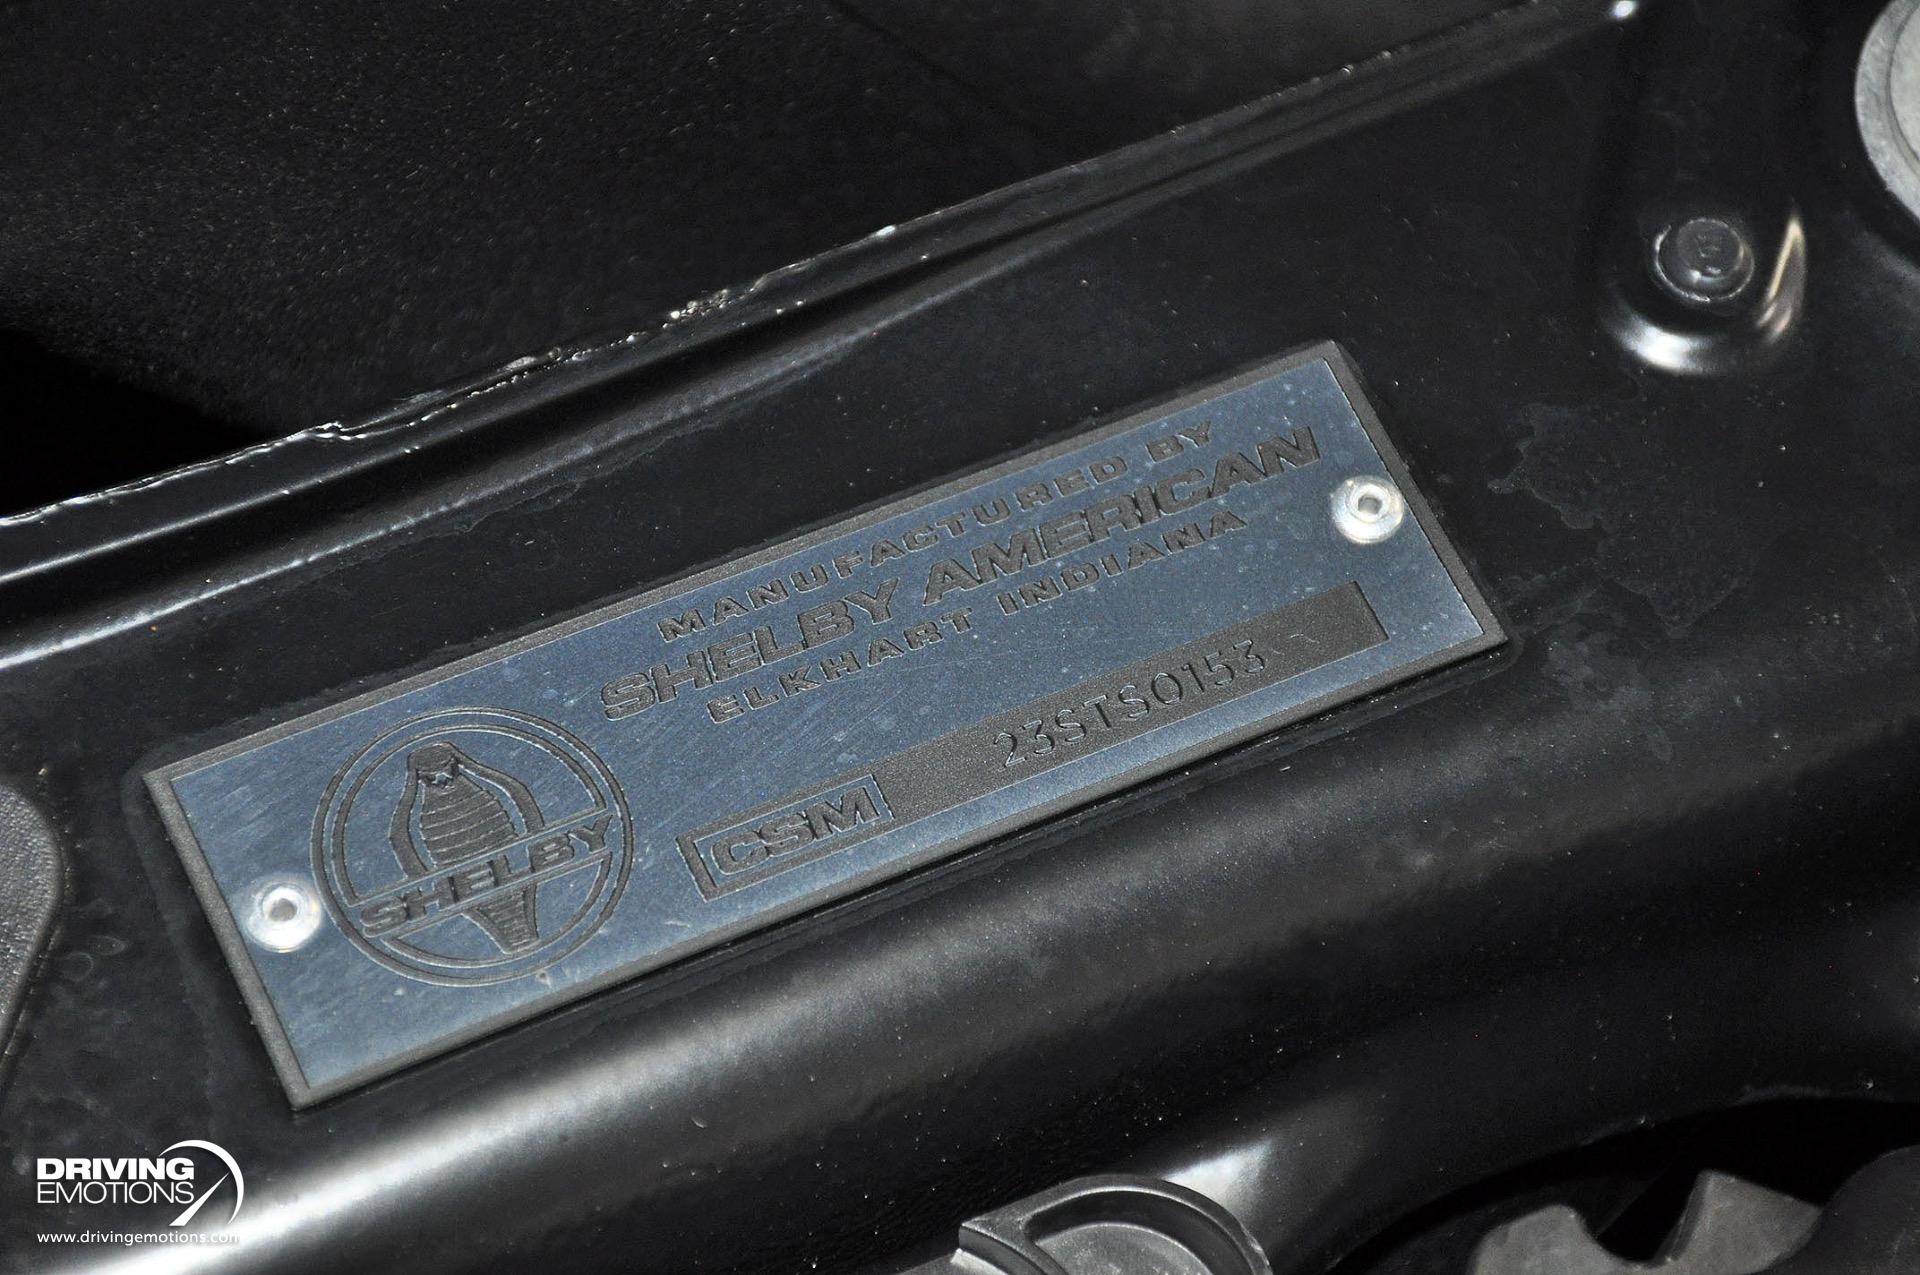 MANUFACTURED BY
SHELBY AMERICAN
ELKHART INDIANA
CSM 23STS0153
SHELBY
DRIVING
EMOTIONS
www.drivingemotions.com